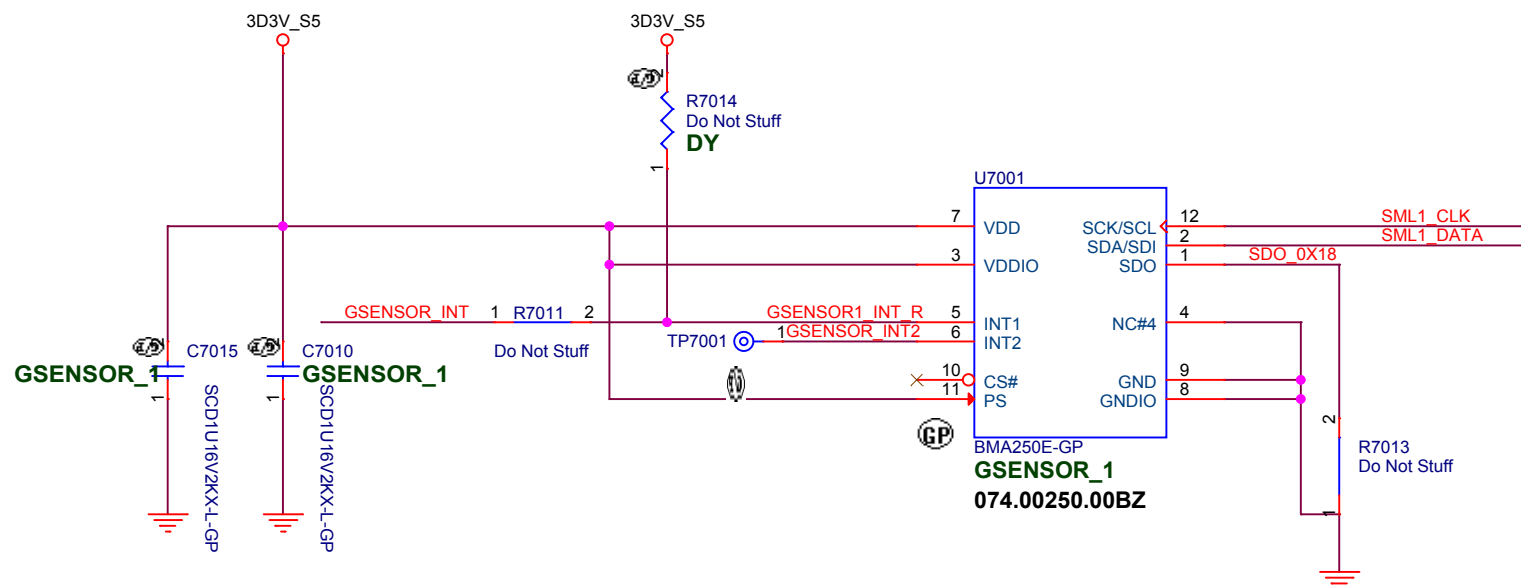 3D3V_S5
3D3V_S5
2
R7014
Do Not Stuff
DY
1
U7001
7
VDD
SCK/SCL
12
SML1_CLK
SDA/SDI
2
SML1_DATA
3
VDDIO
SDO
1
SDO_0X18
GSENSOR_INT
1
R7011
2
GSENSOR1_INT_R
5
INT1
NC#4
4
TP7001
1
GSENSOR_INT2
6
INT2
Do Not Stuff
C7015
C7010
GSENSOR_1
GSENSOR_1
10
CS#
GND
9
11
PS
GNDIO
8
1
1
SCD1U16V2KX-L-GP
SCD1U16V2KX-L-GP
GP
BMA250E-GP
GSENSOR_1
074.00250.00BZ
2
R7013
Do Not Stuff
1